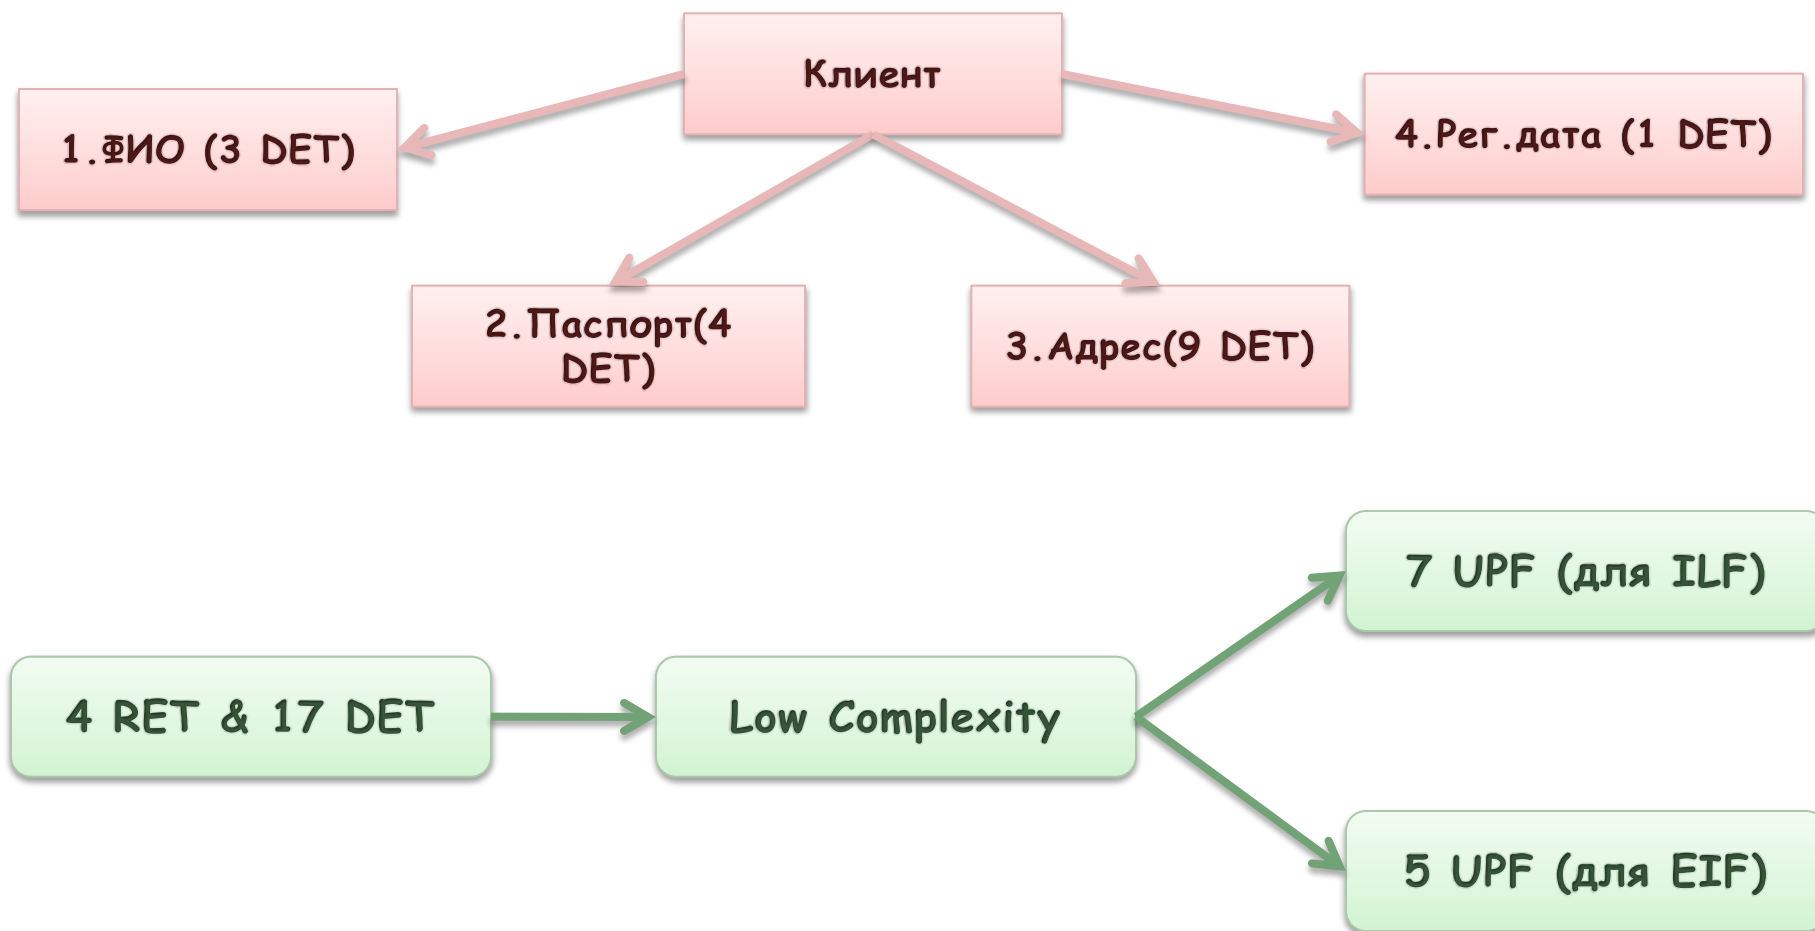 Клиент
1.ФИО (3 DET)
4.Рег.дата (1 DET)
2.Паспорт(4
DET)
3.Адрес(9 DET)
7 UPF (для ILF)
4 RET & 17 DET
Low Complexity
5 UPF (для EIF)